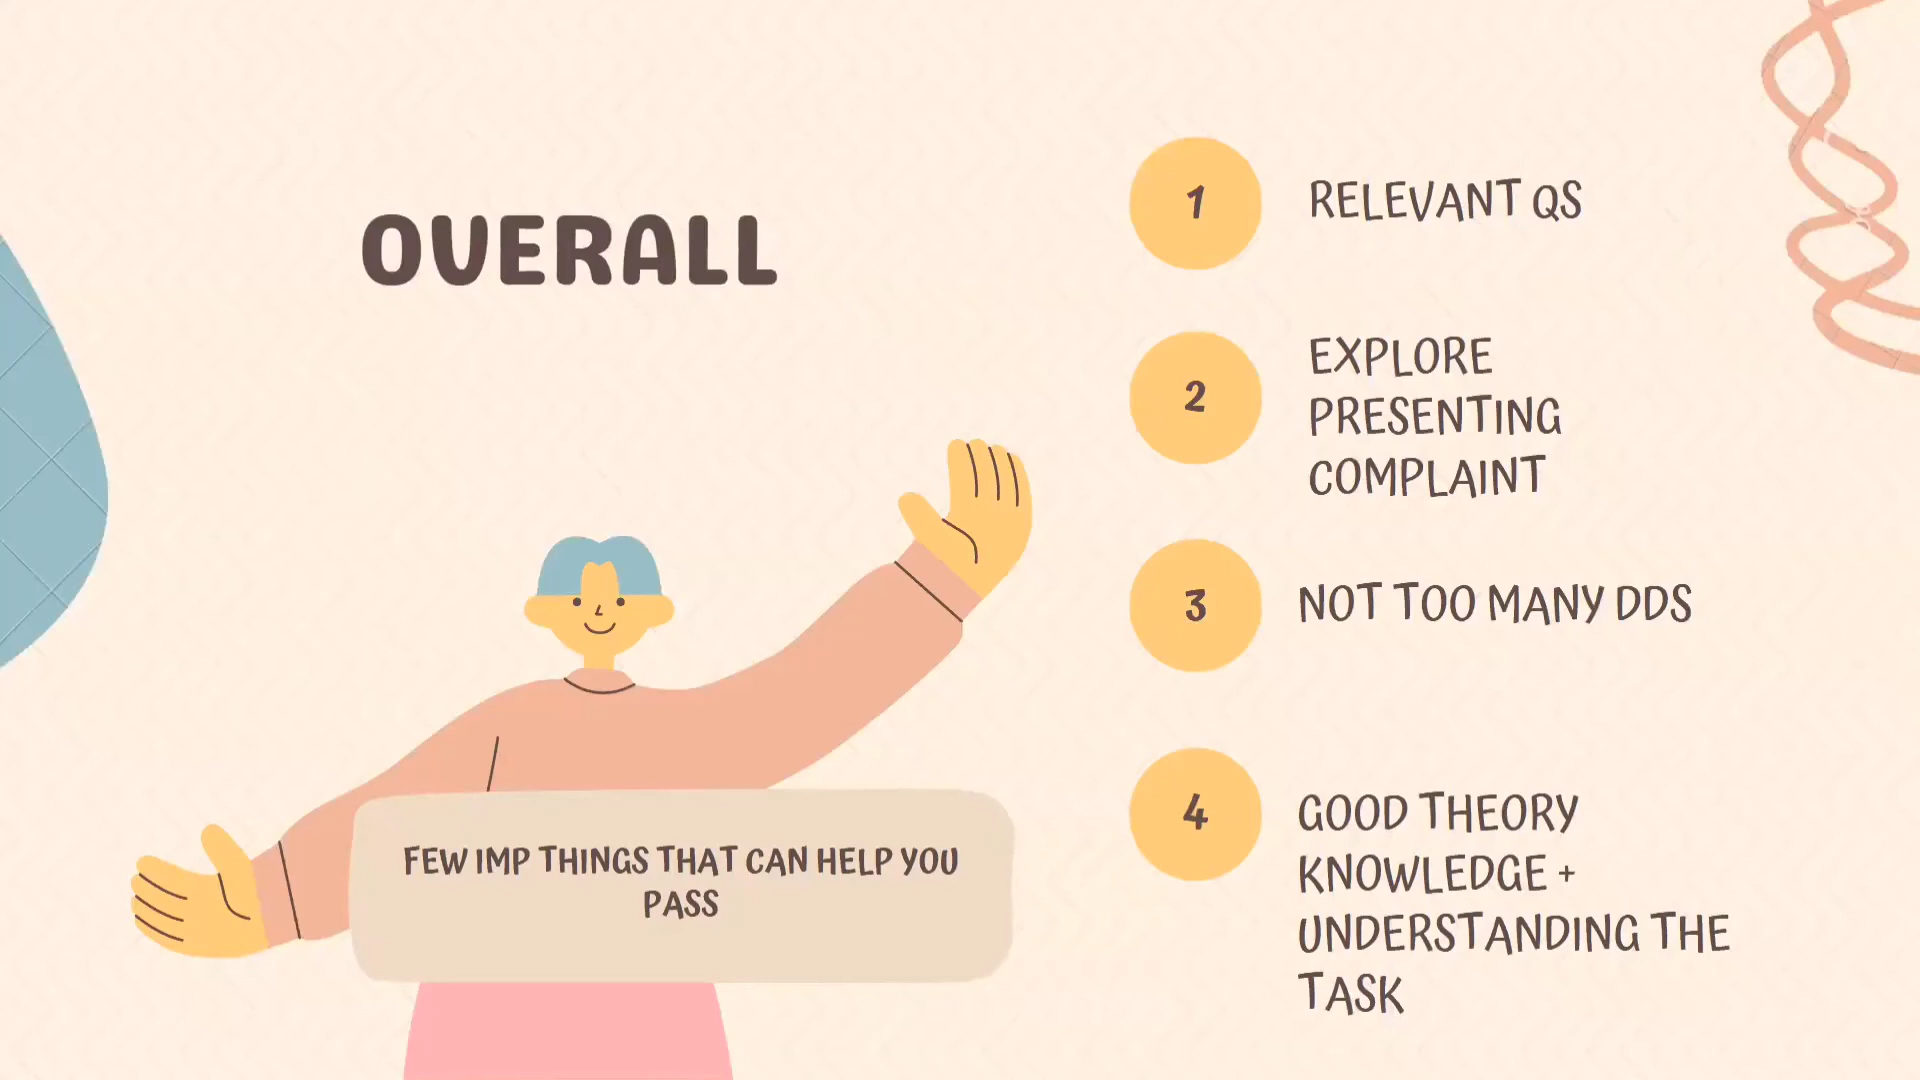 OVERALL
FEW IMP THINGS THAT CAN HELP YOU
PASS
1
RELEVANT QS
2
EXPLORE
PRESENTING
COMPLAINT
3
NOT TOO MANY DDS
4
GOOD THEORY
KNOWLEDGE +
UNDERSTANDING THE
TASK